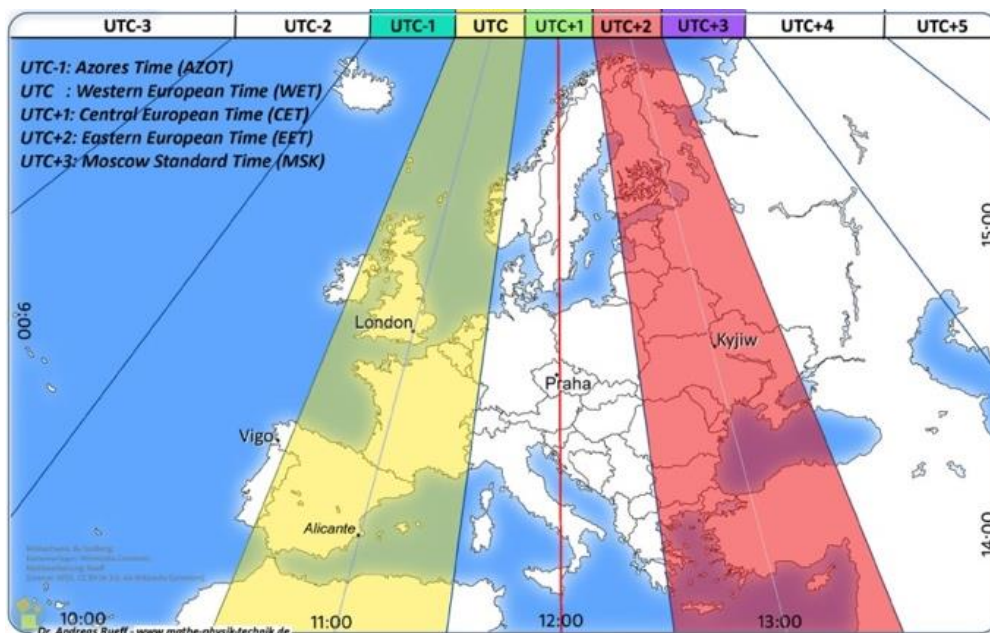 UTC-3 UTC-2 UTC-1 UTC UTC+1 UTC+2 UTC+3 UTC+4 UTC+5
UTC-1: Azores Time (AZOT)
UTC : Western European Time (WET)
UTC+1: Central European Time (CET)
UTC+2: Eastern European Time (EET)
UTC+3: Moscow Standard Time (MSK)
15:00
9:00
London
Kyjiw
Praha
Vigo
Alicante
14:00
10:00 11:00 12:00 13:00
Dr. Andreas Rueff - www.mathe-physik-technik.de